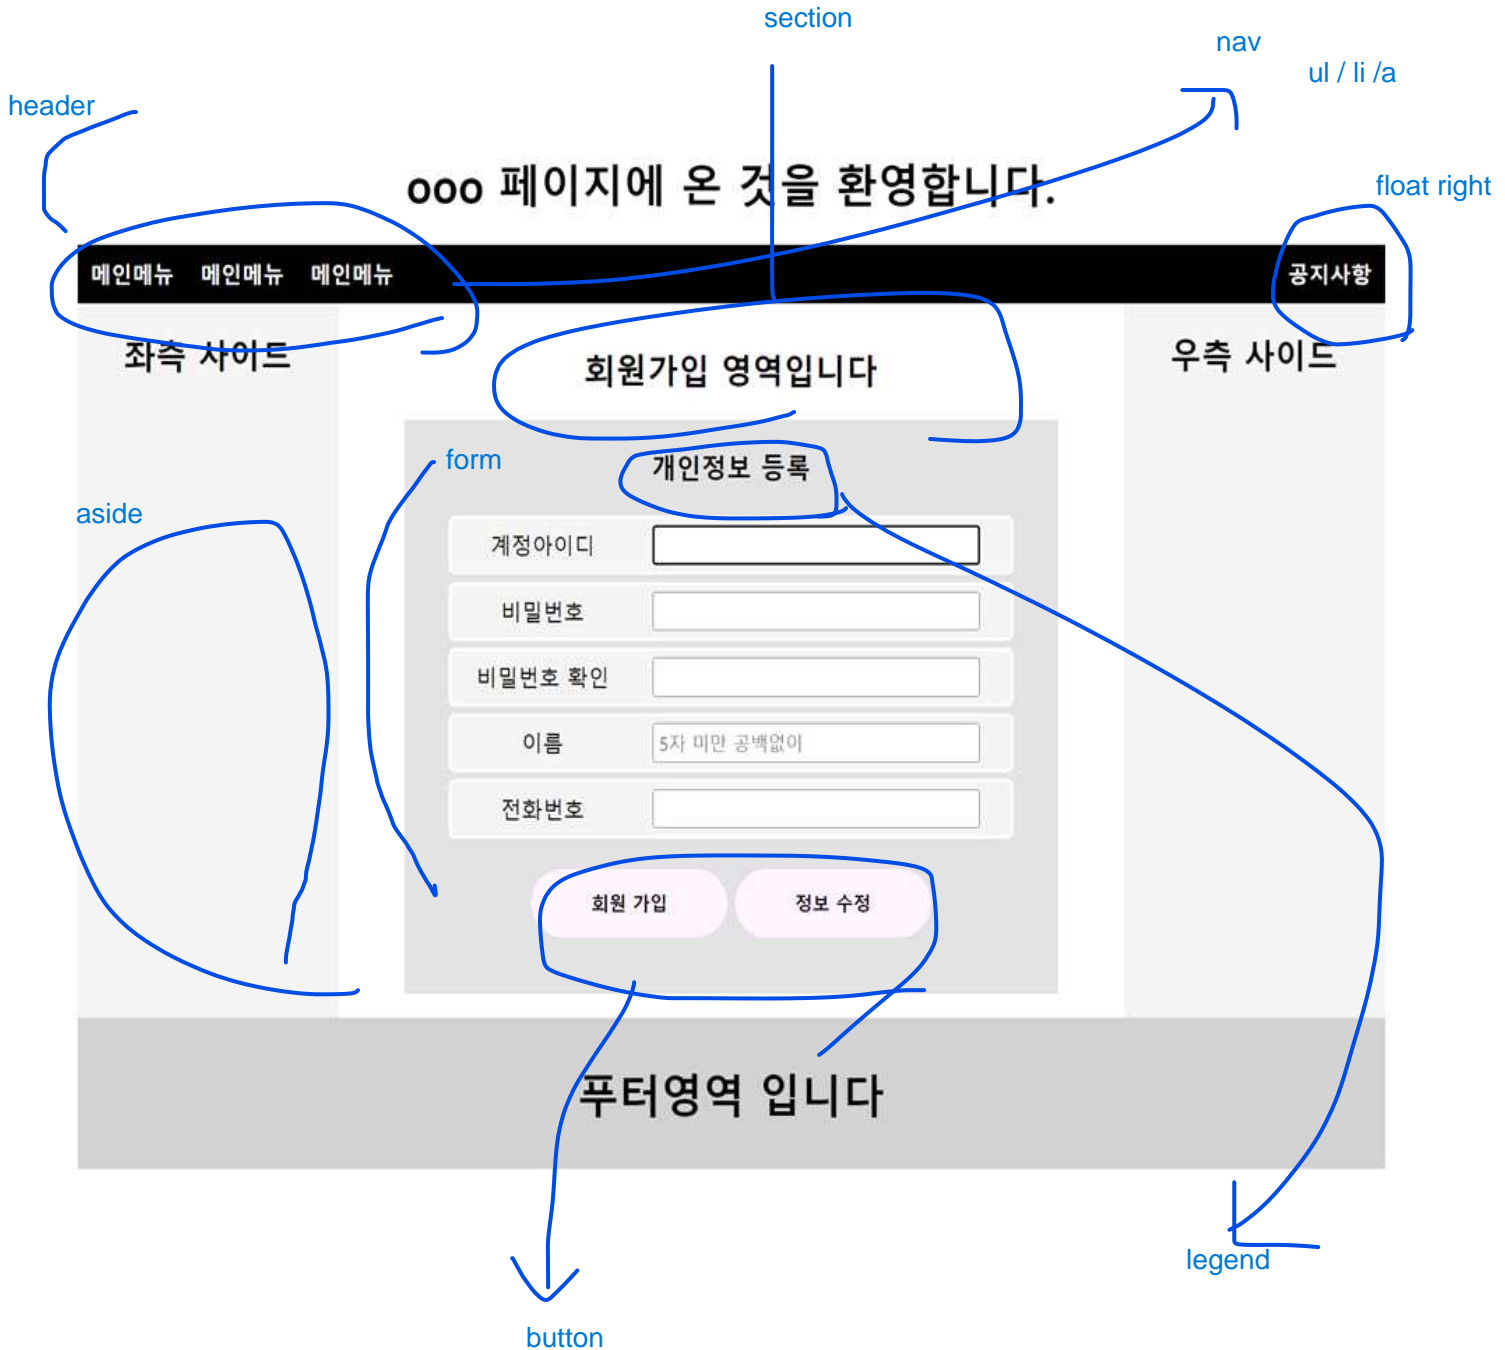 section
nav
ul / li /a
header
ooo 페이지에 온 것을 환영합니다.
float right
메인메뉴 메인메뉴 메인메뉴 공지사항
좌측 사이드
회원가입 영역입니다
우측 사이드
form
개인정보 등록
aside
계정아이디
비밀번호
비밀번호 확인
이름 5자 미만 공백없이
전화번호
회원 가입 정보 수정
푸터영역 입니다
legend
button